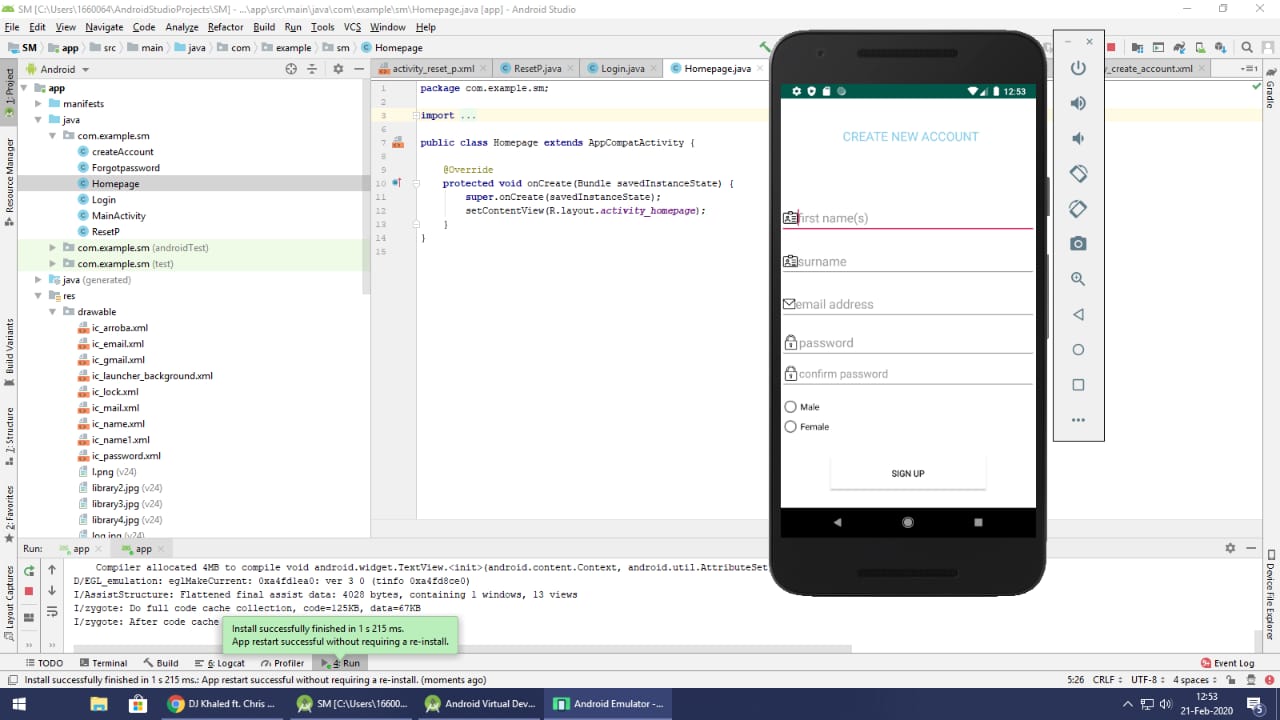 SM [C:\Users\1660064\AndroidStudioProjects\SM] - ...\app\src\main\java\com\example\sm\Homepage.java [app] - Android Studio
File Edit View Navigate Code Analyze Refactor Build Run Tools VCS Window Help
SM app src main java com example sm Homepage
Android
activity_reset_p.xml ResetP.java Login.java Homepage.java _create_account.xml
1: Project
Resource Manager
Build Variants
7: Structure
2: Favorites
Layout Captures
app
manifests
java
com.example.sm
createAccount
Forgotpassword
Homepage
Login
MainActivity
ResetP
com.example.sm (androidTest)
com.example.sm (test)
java (generated)
res
drawable
ic_arroba.xml
ic_email.xml
ic_gmail.xml
ic_launcher_background.xml
ic_lock.xml
ic_mail.xml
ic_name.xml
ic_name1.xml
ic_password.xml
l.png (v24)
library2.jpg (v24)
library3.jpg (v24)
library4.jpg (v24)
log.jpg (v24)
1 package com.example.sm;
2
3 import ...
6
7 public class Homepage extends AppCompatActivity {
8
9 @Override
10 protected void onCreate(Bundle savedInstanceState) {
11 super.onCreate(savedInstanceState);
12 setContentView(R.layout.activity_homepage);
13 }
14 }
15
12:53
CREATE NEW ACCOUNT
first name(s)
surname
email address
password
confirm password
Male
Female
SIGN UP
Gradle
Device File Explorer
Run: app app
Compiler allocated 4MB to compile void android.widget.TextView.<init>(android.content.Context, android.util.AttributeSet
D/EGL_emulation: eglMakeCurrent: 0xa4fd1ea0: ver 3 0 (tinfo 0xa4fd8ce0)
I/AssistStructure: Flattened final assist data: 4028 bytes, containing 1 windows, 13 views
I/zygote: Do full code cache collection, code=125KB, data=67KB
I/zygote: After code cache
Install successfully finished in 1 s 215 ms.
App restart successful without requiring a re-install.
TODO Terminal Build 6: Logcat Profiler 4: Run Event Log
Install successfully finished in 1 s 215 ms.: App restart successful without requiring a re-install. (moments ago) 5:26 CRLF UTF-8 4 spaces
DJ Khaled ft. Chris ... SM [C:\Users\16600... Android Virtual Dev... Android Emulator -...
12:53
21-Feb-2020
5